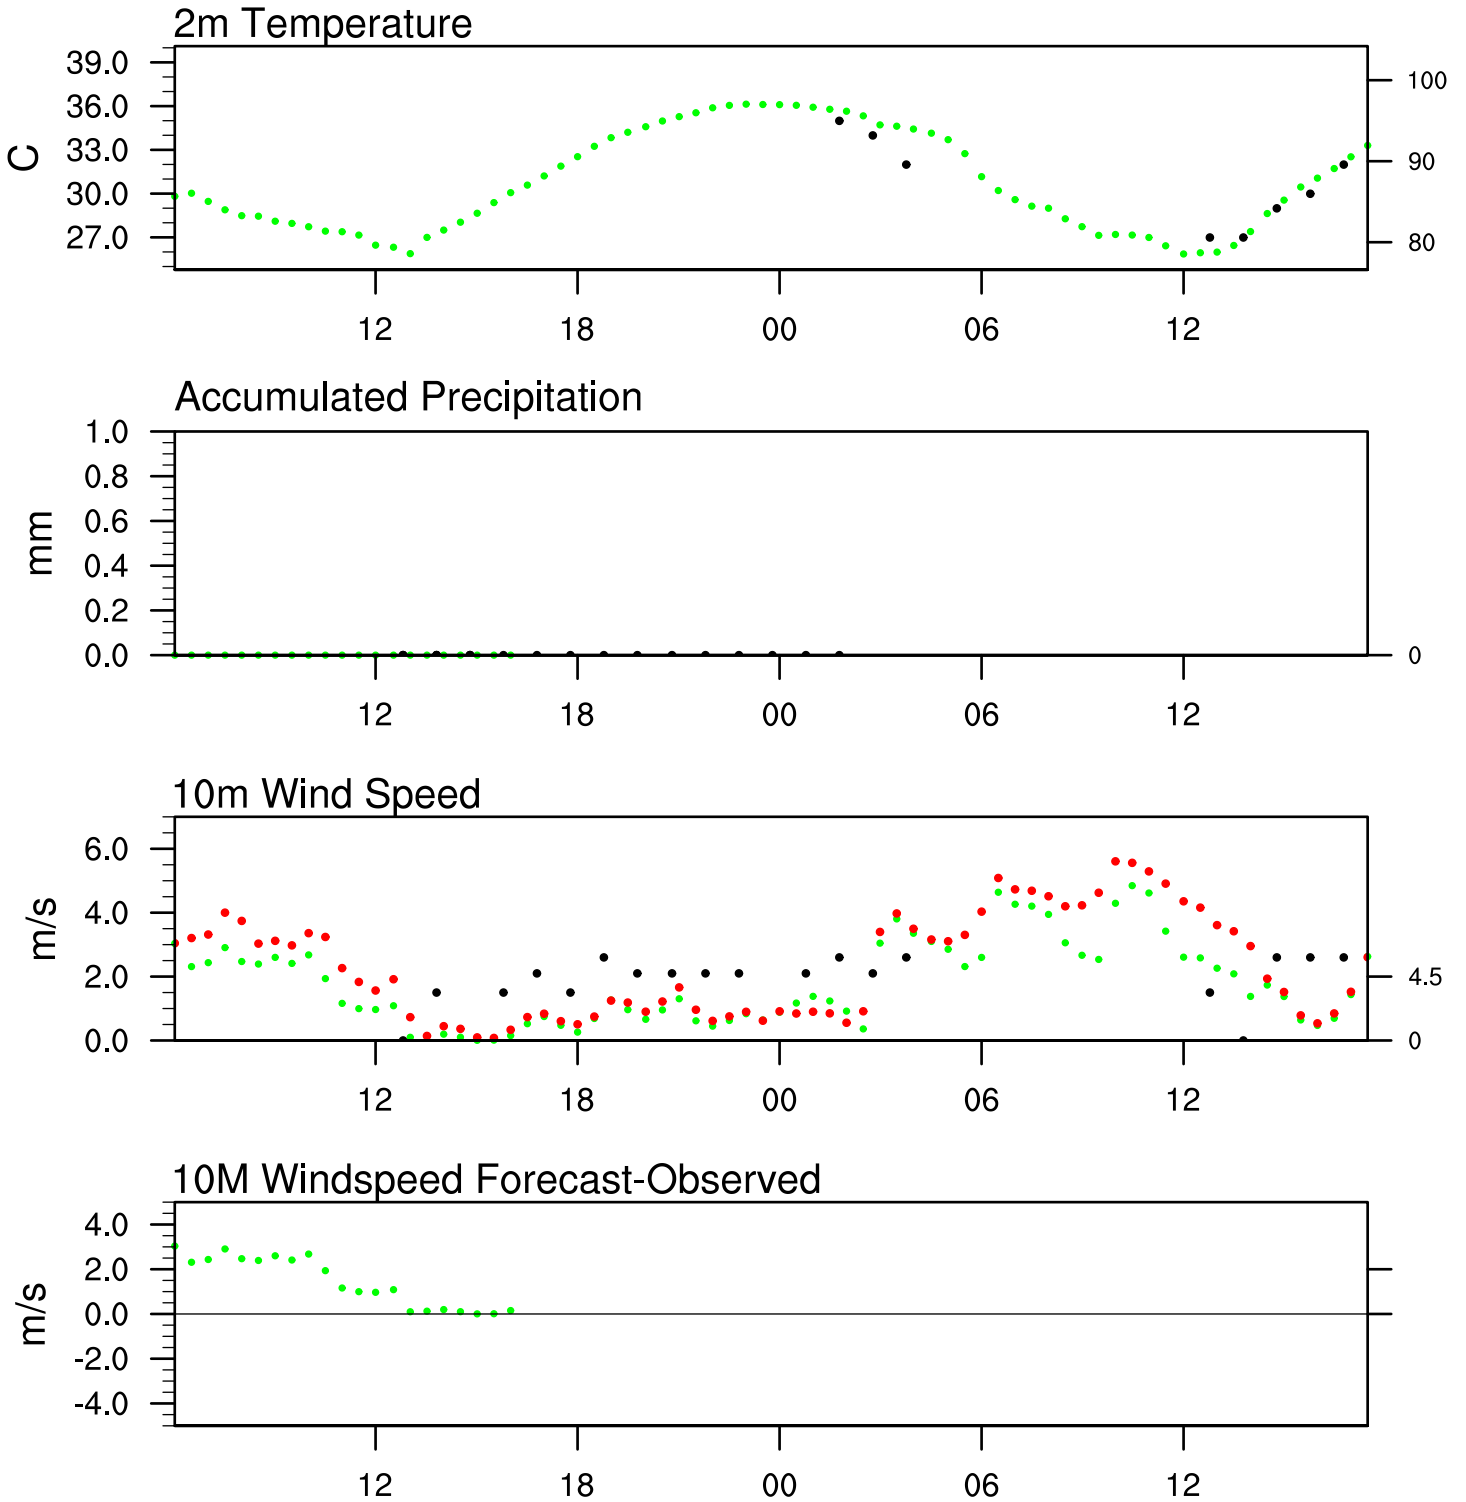 2m Temperature
39.0
36.0
33.0
30.0
27.0
C
100
90
80
12 18 00 06 12
Accumulated Precipitation
1.0
0.8
0.6
0.4
0.2
0.0
mm
0
12 18 00 06 12
10m Wind Speed
6.0
4.0
2.0
0.0
m/s
4.5
0
12 18 00 06 12
10M Windspeed Forecast-Observed
4.0
2.0
0.0
-2.0
-4.0
m/s
12 18 00 06 12